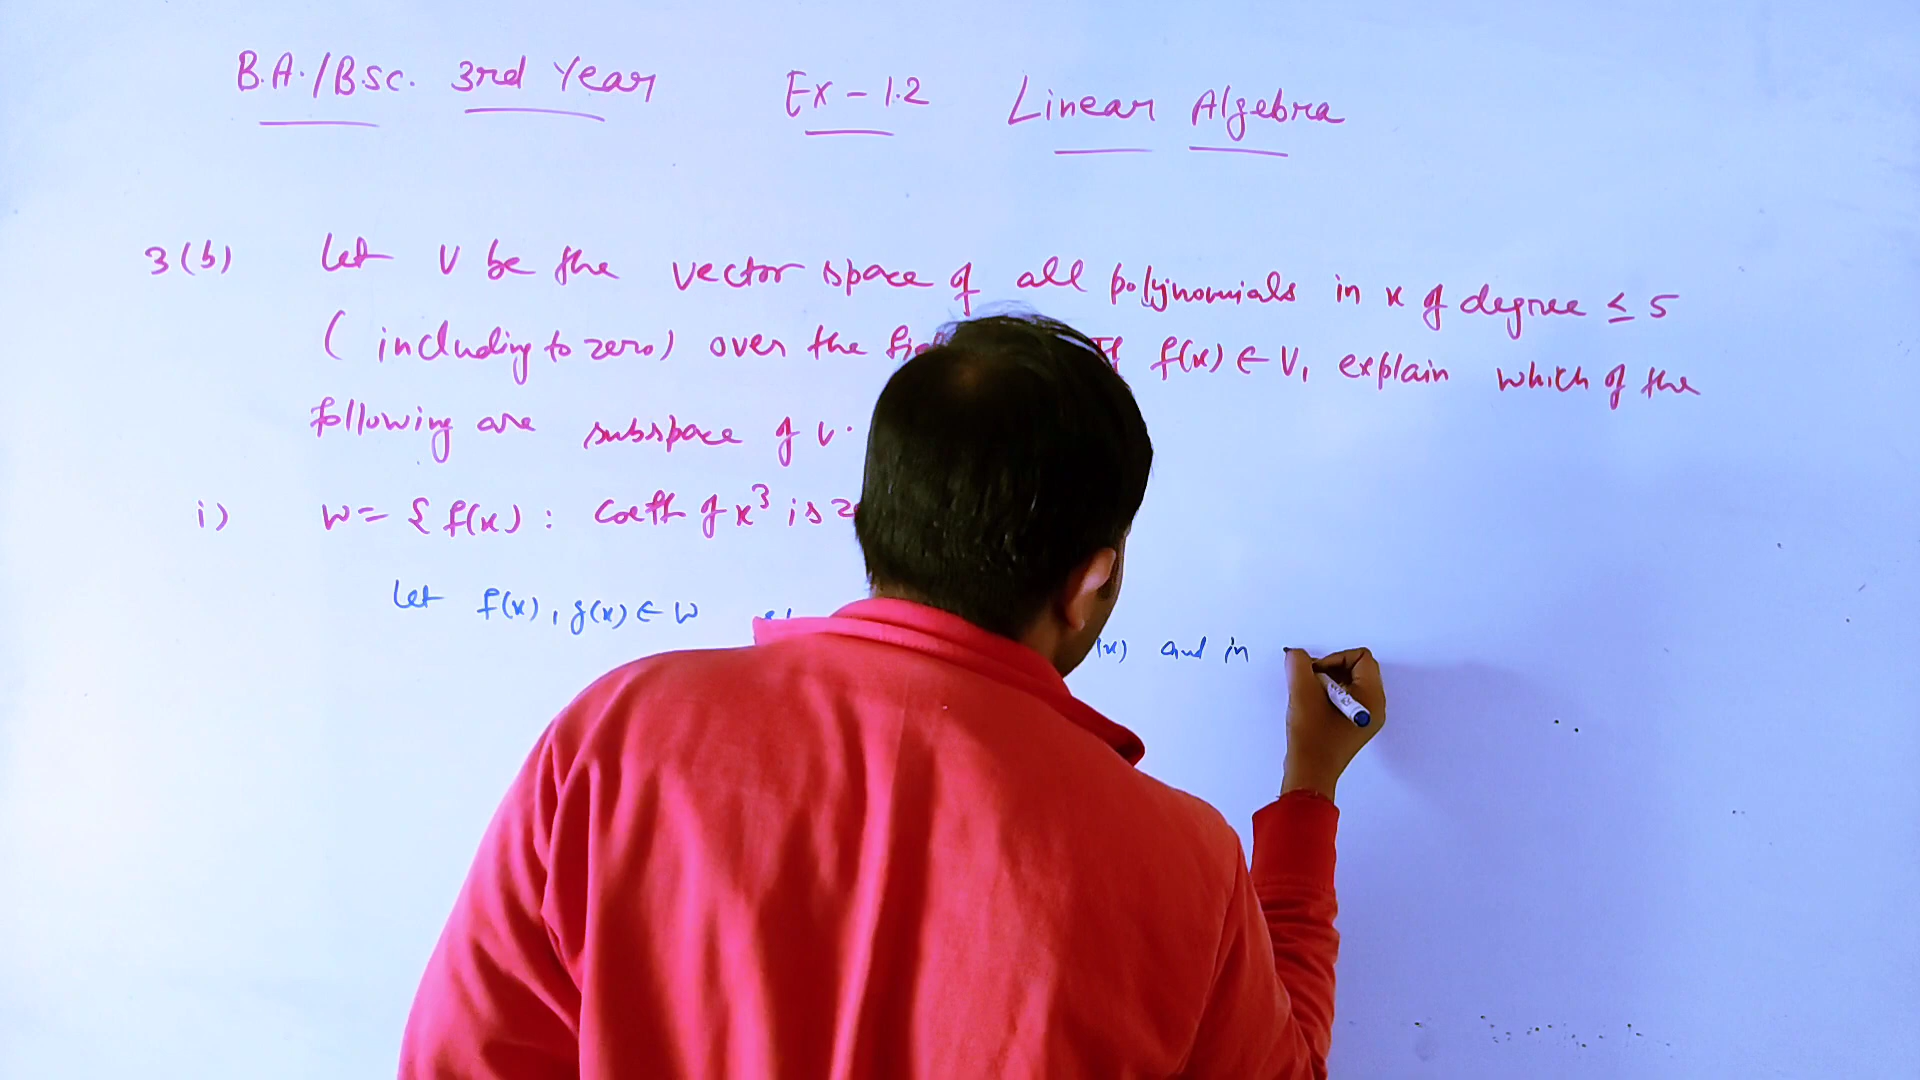 B.A./B.sc. 3rd Year Ex - 1.2 Linear Algebra
3(b) Let V be the vector space of all polynomials in x of degree ≤ 5
(including to zero) over the f(x) ∈ V, explain which of the
following are subspace of V.
i) W = { f(x) : coeff of x³ is
Let f(x), g(x) ∈ W (x) and in